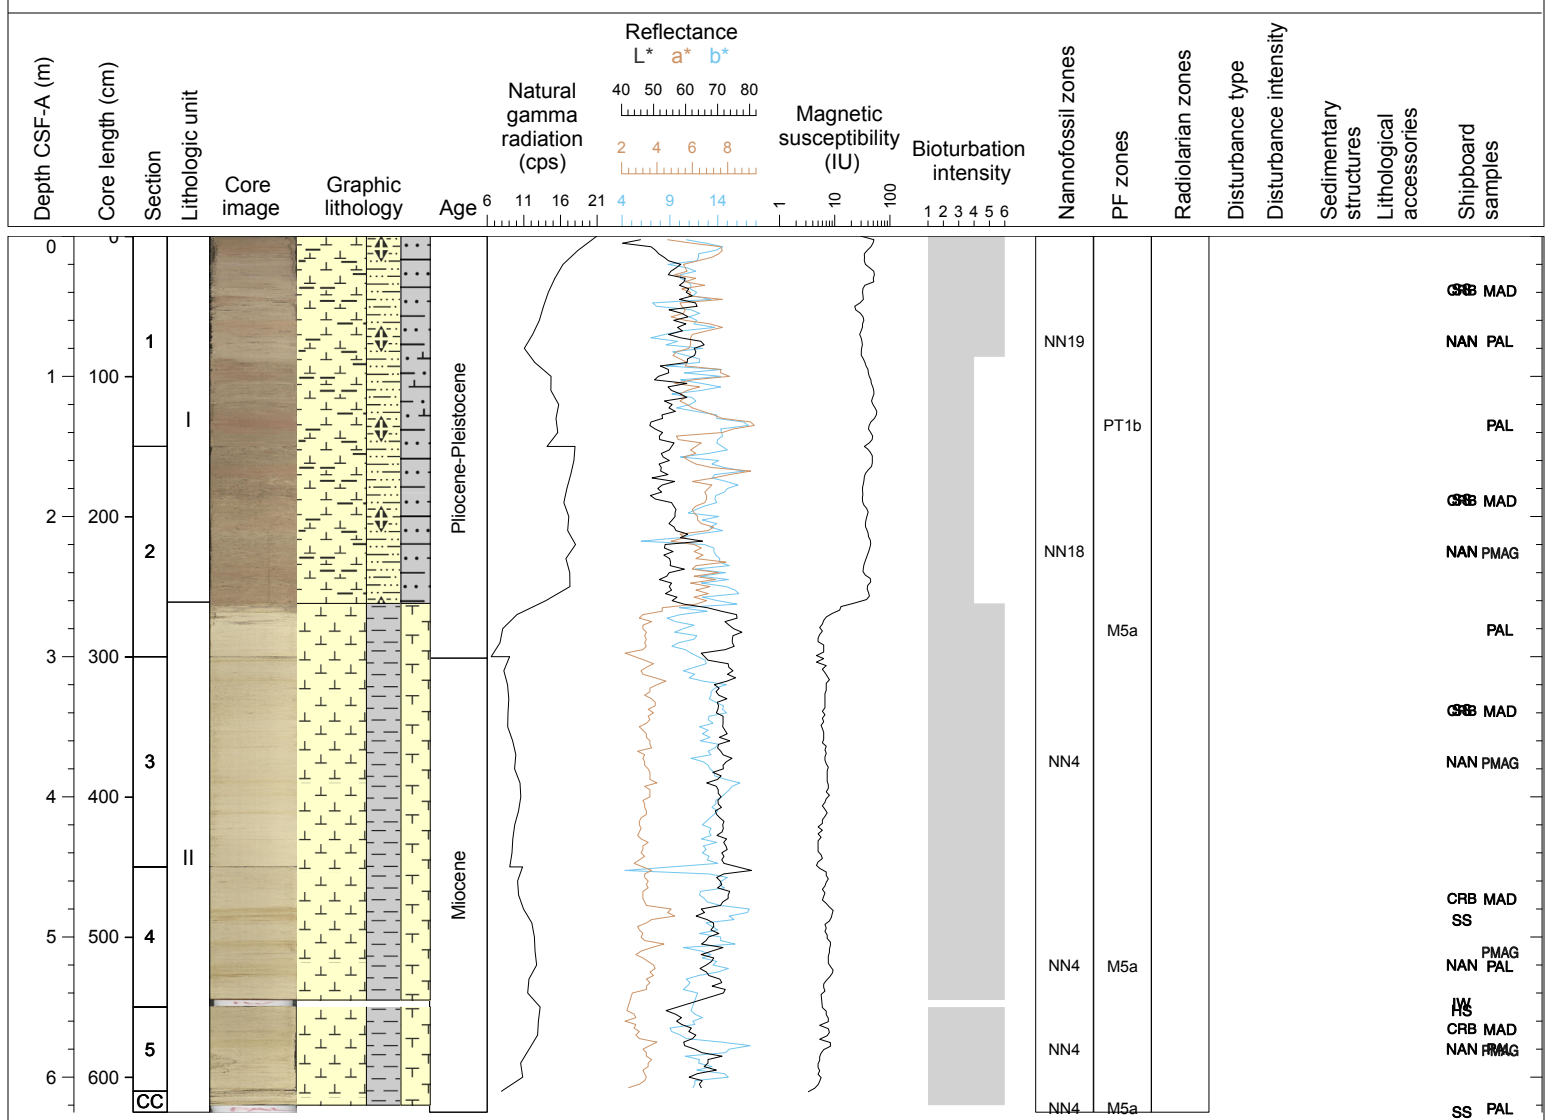 Depth CSF-A (m)
Core length (cm)
Section
Lithologic unit
Core
image
Graphic
lithology
Age
Natural
gamma
radiation
(cps)
6 11 16 21
Reflectance
L* a* b*
40 50 60 70 80
2 4 6 8
4 9 14
Magnetic
susceptibility
(IU)
1 10 100
Bioturbation
intensity
1 2 3 4 5 6
Nannofossil zones
PF zones
Radiolarian zones
Disturbance type
Disturbance intensity
Sedimentary
structures
Lithological
accessories
Shipboard
samples
0 0
MAD
1 NN19 NAN PAL
1 100
I PT1b PAL
Pliocene-Pleistocene
MAD
2 200
2 NN18 NAN PMAG
M5a PAL
3 300
MAD
3 NN4 NAN PMAG
4 400
II
Miocene
CRB MAD
SS
5 500 4
PMAG
NN4 M5a NAN PAL
IW
HS
CRB MAD
5 NN4 NAN
6 600
CC NN4 M5a SS PAL